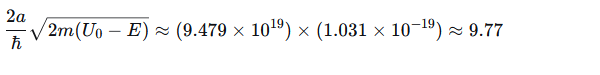 2a/ħ √2m(U₀ − E) ≈ (9.479 × 10¹⁹) × (1.031 × 10⁻¹⁹) ≈ 9.77